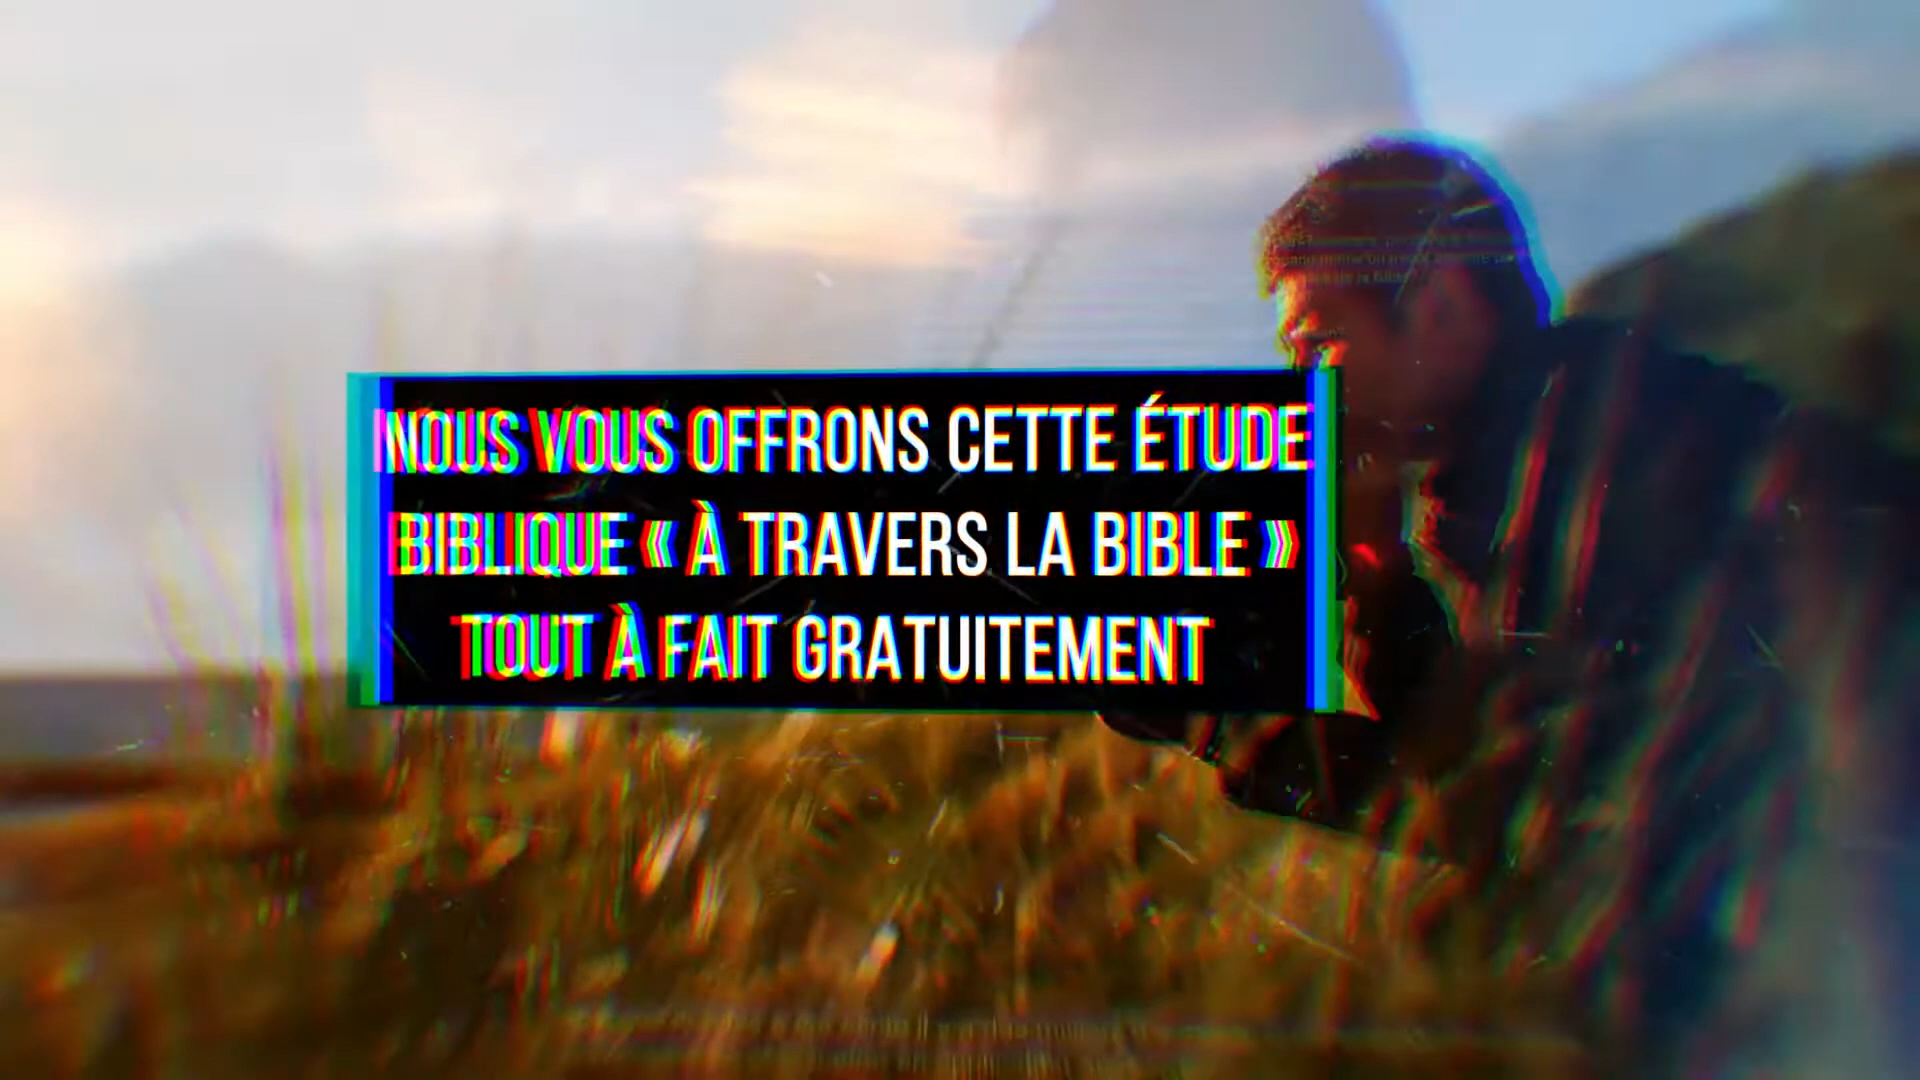 NOUS VOUS OFFRONS CETTE ÉTUDE
BIBLIQUE « À TRAVERS LA BIBLE »
TOUT À FAIT GRATUITEMENT